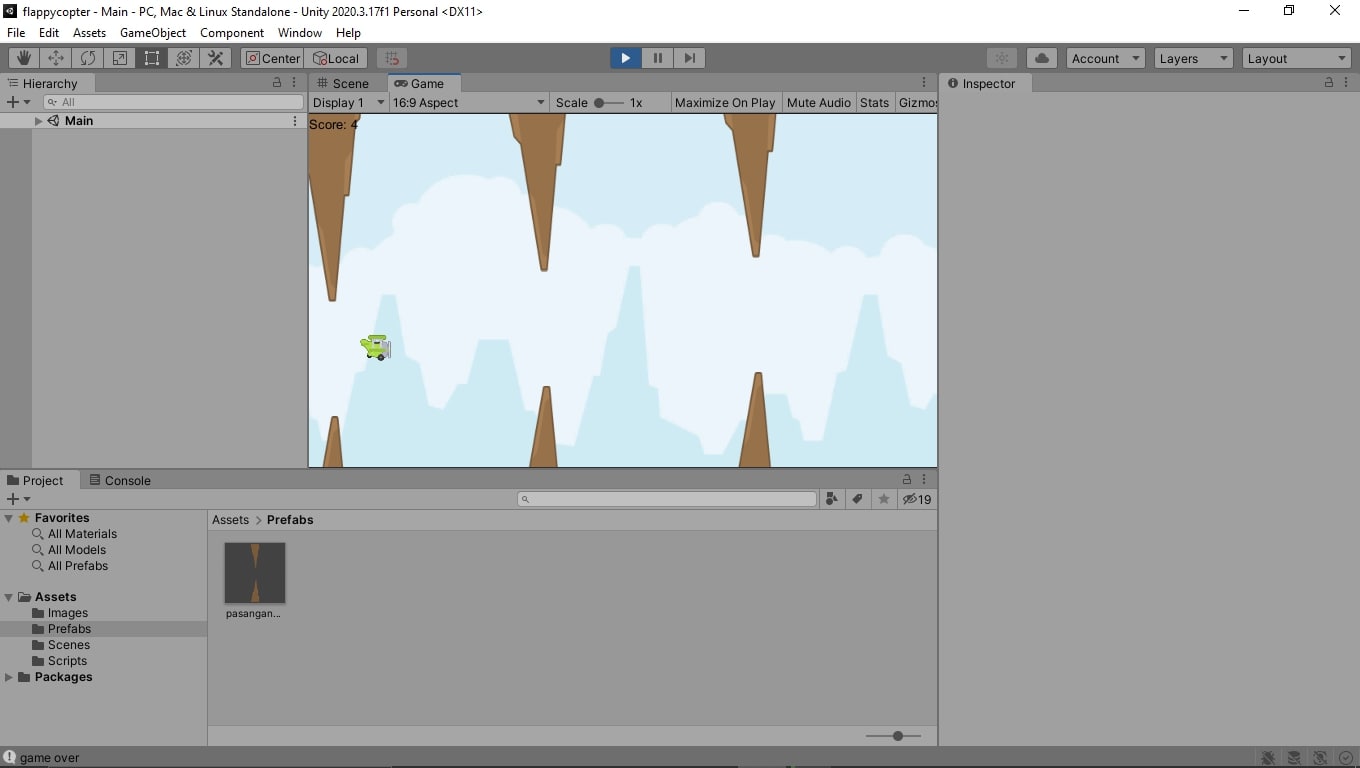 flappycopter - Main - PC, Mac & Linux Standalone - Unity 2020.3.17f1 Personal <DX11>
File Edit Assets GameObject Component Window Help
Center Local Account Layers Layout
Hierarchy Scene Game Inspector
All Display 1 16:9 Aspect Scale 1x Maximize On Play Mute Audio Stats Gizmos
Main
Score: 4
Project Console
19
Favorites
All Materials
All Models
All Prefabs
Assets
Images
Prefabs
Scenes
Scripts
Packages
Assets > Prefabs
pasangan...
game over